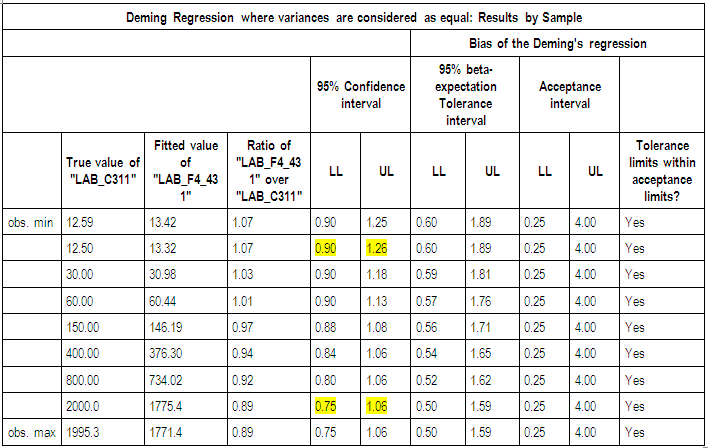 Deming Regression where variances are considered as equal: Results by Sample
Bias of the Deming's regression
95% Confidence interval
95% beta-expectation Tolerance interval
Acceptance interval
True value of "LAB_C311"
Fitted value of "LAB_F4_431"
Ratio of "LAB_F4_431" over "LAB_C311"
LL UL LL UL LL UL
Tolerance limits within acceptance limits?
obs. min 12.59 13.42 1.07 0.90 1.25 0.60 1.89 0.25 4.00 Yes
12.50 13.32 1.07 0.90 1.26 0.60 1.89 0.25 4.00 Yes
30.00 30.98 1.03 0.90 1.18 0.59 1.81 0.25 4.00 Yes
60.00 60.44 1.01 0.90 1.13 0.57 1.76 0.25 4.00 Yes
150.00 146.19 0.97 0.88 1.08 0.56 1.71 0.25 4.00 Yes
400.00 376.30 0.94 0.84 1.06 0.54 1.65 0.25 4.00 Yes
800.00 734.02 0.92 0.80 1.06 0.52 1.62 0.25 4.00 Yes
2000.0 1775.4 0.89 0.75 1.06 0.50 1.59 0.25 4.00 Yes
obs. max 1995.3 1771.4 0.89 0.75 1.06 0.50 1.59 0.25 4.00 Yes